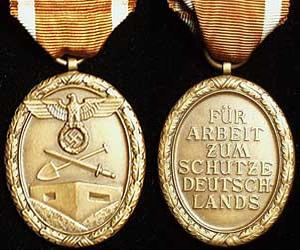 FÜR
ARBEIT
ZUM
SCHUTZE
DEUTSCH-
LANDS